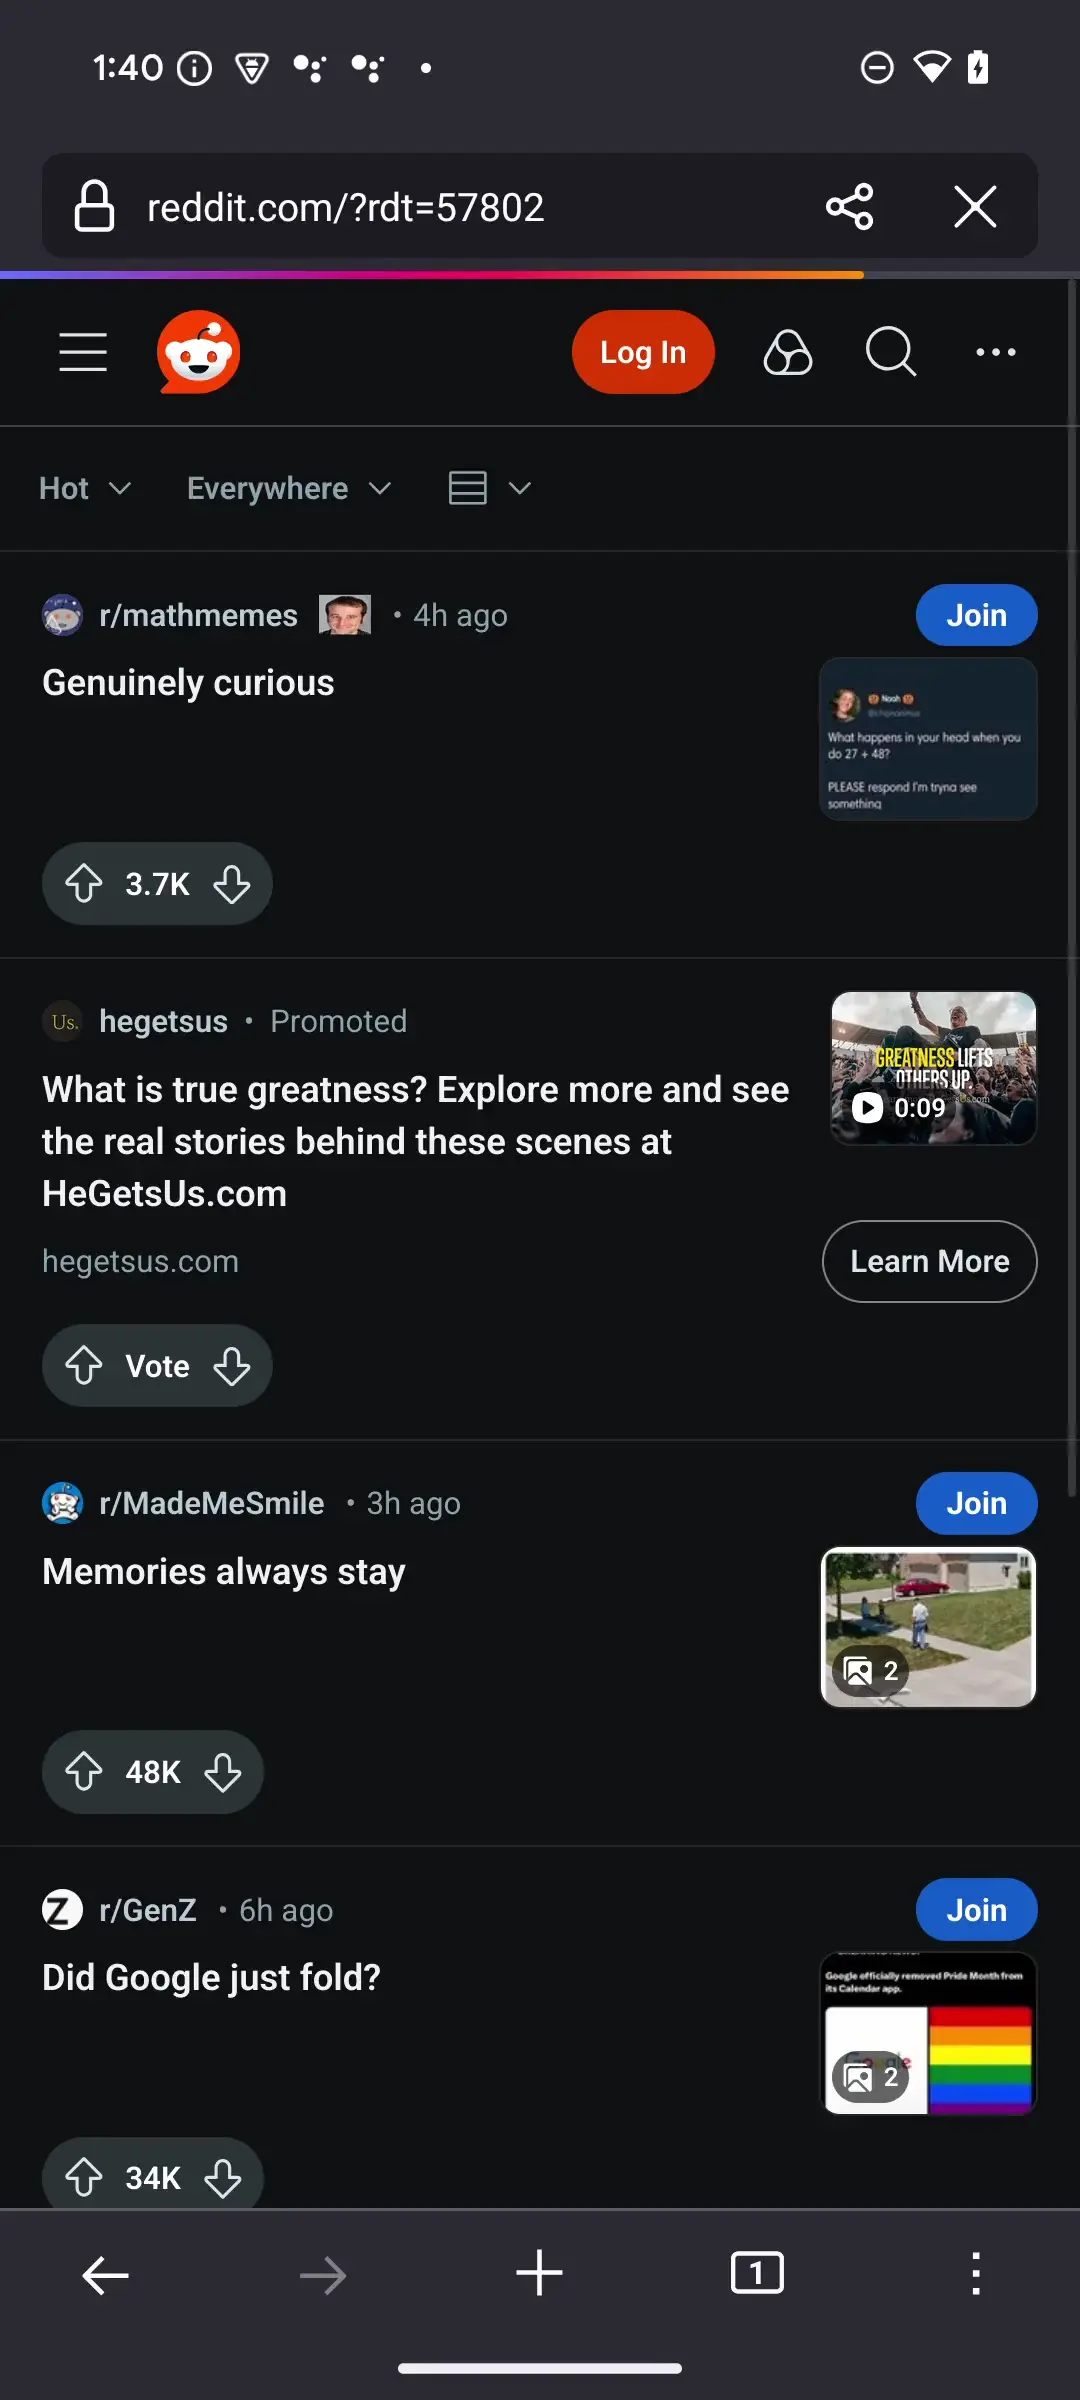 1:40
reddit.com/?rdt=57802
Log In
Hot
Everywhere
r/mathmemes • 4h ago
Join
Genuinely curious
Noah
What happens in your head when you
do 27 + 48?
PLEASE respond I'm tryna see
something
3.7K
Us.
hegetsus • Promoted
What is true greatness? Explore more and see
the real stories behind these scenes at
HeGetsUs.com
GREATNESS LIFTS
OTHERS UP.
0:09
hegetsus.com
Learn More
Vote
r/MadeMeSmile • 3h ago
Join
Memories always stay
2
48K
Z
r/GenZ • 6h ago
Join
Did Google just fold?
Google officially removed Pride Month from
its Calendar app.
2
34K
1